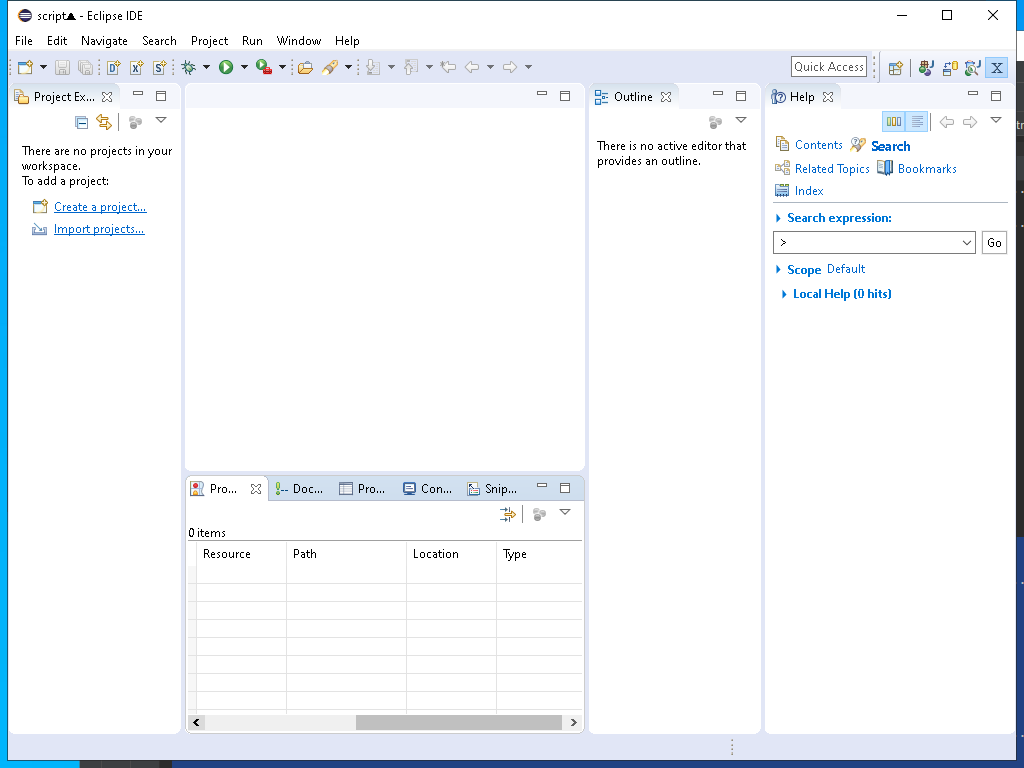 script▲ - Eclipse IDE
File Edit Navigate Search Project Run Window Help
Quick Access
Project Ex...
There are no projects in your
workspace.
To add a project:
Create a project...
Import projects...
Outline
There is no active editor that
provides an outline.
Help
Contents Search
Related Topics Bookmarks
Index
Search expression:
> Go
Scope Default
Local Help (0 hits)
Pro... Doc... Pro... Con... Snip...
0 items
Resource Path Location Type